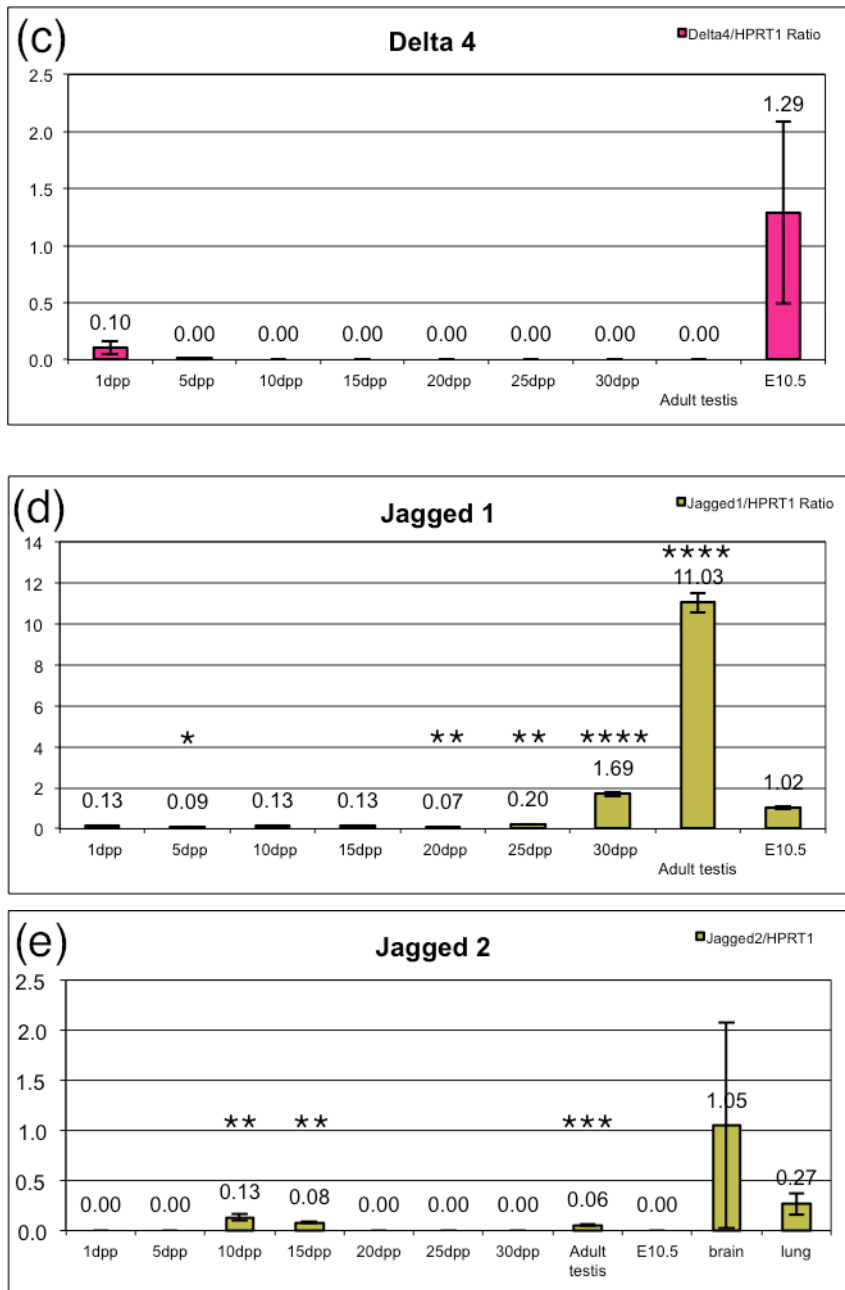 (c)
Delta 4
Delta4/HPRT1 Ratio
2.5
2.0
1.5
1.0
0.5
0.0
0.10 0.00 0.00 0.00 0.00 0.00 0.00 0.00 1.29
1dpp 5dpp 10dpp 15dpp 20dpp 25dpp 30dpp Adult testis E10.5
(d)
Jagged 1
Jagged1/HPRT1 Ratio
14
12
10
8
6
4
2
0
* ** ** **** ****
0.13 0.09 0.13 0.13 0.07 0.20 1.69 11.03 1.02
1dpp 5dpp 10dpp 15dpp 20dpp 25dpp 30dpp Adult testis E10.5
(e)
Jagged 2
Jagged2/HPRT1
2.5
2.0
1.5
1.0
0.5
0.0
** ** ***
0.00 0.00 0.13 0.08 0.00 0.00 0.00 0.06 0.00 1.05 0.27
1dpp 5dpp 10dpp 15dpp 20dpp 25dpp 30dpp Adult E10.5 brain lung
testis